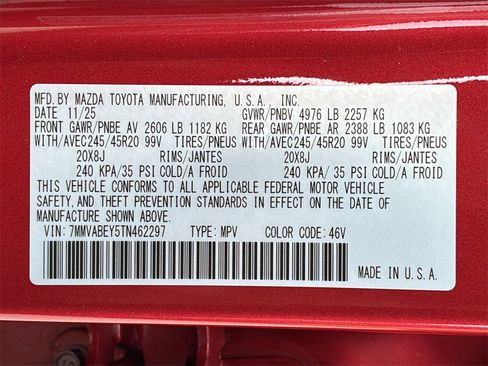 MFD.BY MAZDA TOYOTA MANUFACTURING, U.S.A. INC.
DATE 11/25 GVWR/PNBV 4976 LB 2257 KG
FRONT GAWR/PNBE AV 2606 LB 1182 KG REAR GAWR/PNBE AR 2388 LB 1083 KG
WITH/AVEC245/45R20 99V TIRES/PNEUS WITH/AVEC245/45R20 99V TIRES/PNEUS
20X8J RIMS/JANTES 20X8J RIMS/JANTES
240 KPA/35 PSI COLD/A FROID 240 KPA/35 PSI COLD/A FROID
THIS VEHICLE CONFORMS TO ALL APPLICABLE FEDERAL MOTOR VEHICLE
SAFETY,AND THEFT PREVENTION STANDARDS IN EFFECT ON THE DATE OF
MANUFACTURE SHOWN ABOVE.
VIN: 7MMVABEY5TN462297 TYPE: MPV COLOR CODE: 46V
MADE IN U.S.A.